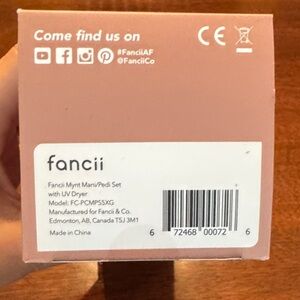 Come find us on
#FanciiAF
@FanciiCo
CE
fancii
Fancii Mynt Mani/Pedi Set
with UV Dryer
Model: FC-PCMPS5XG
Manufactured for Fancii & Co.
Edmonton, AB, Canada T5J 3M1
Made in China
6 72468 00072 6